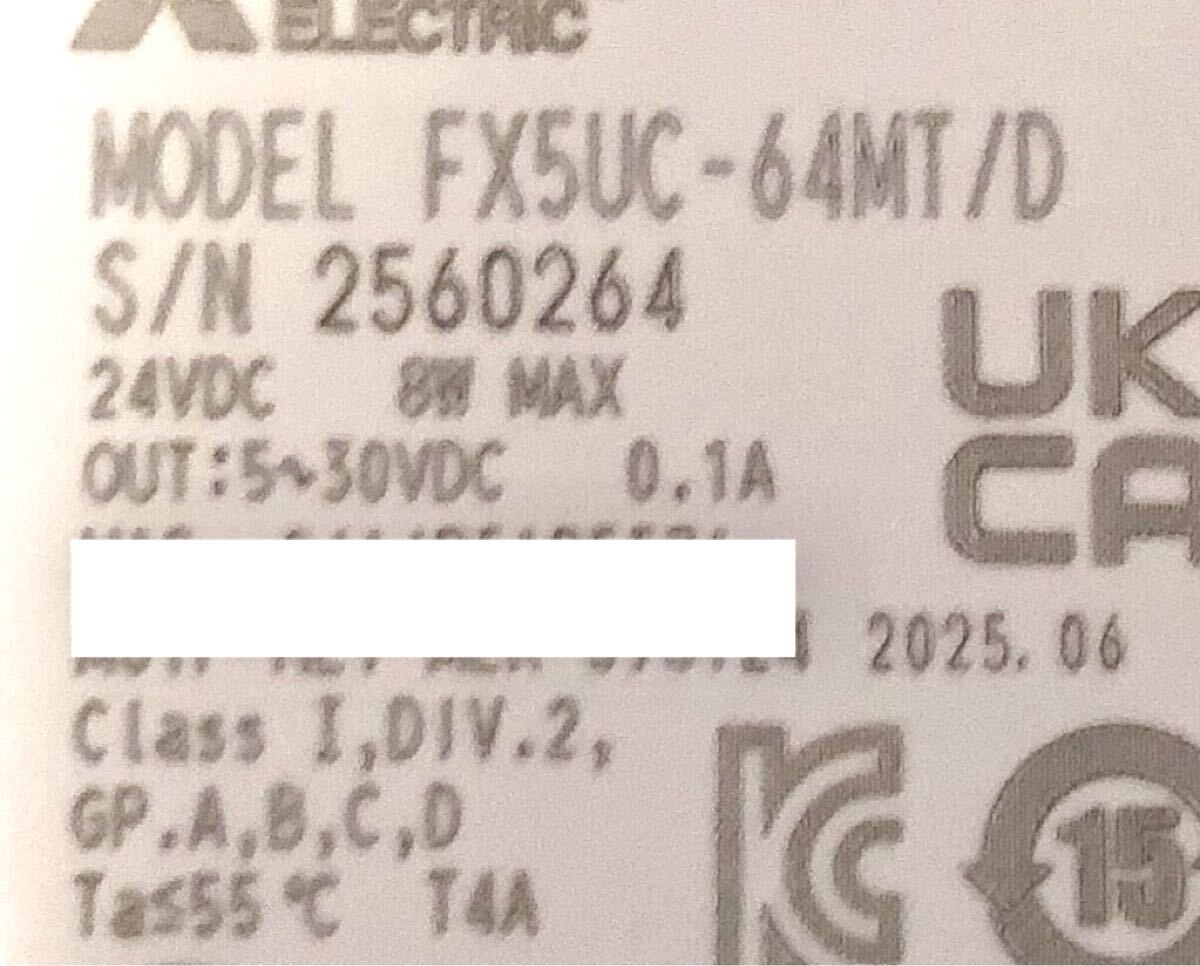 ELECTRIC
MODEL FX5UC-64MT/D
S/N 2560264
24VDC 8W MAX
OUT:5~30VDC 0.1A
UK
CA
2025.06
Class I,DIV.2,
GP.A,B,C,D
Ta≤55℃ T4A
15